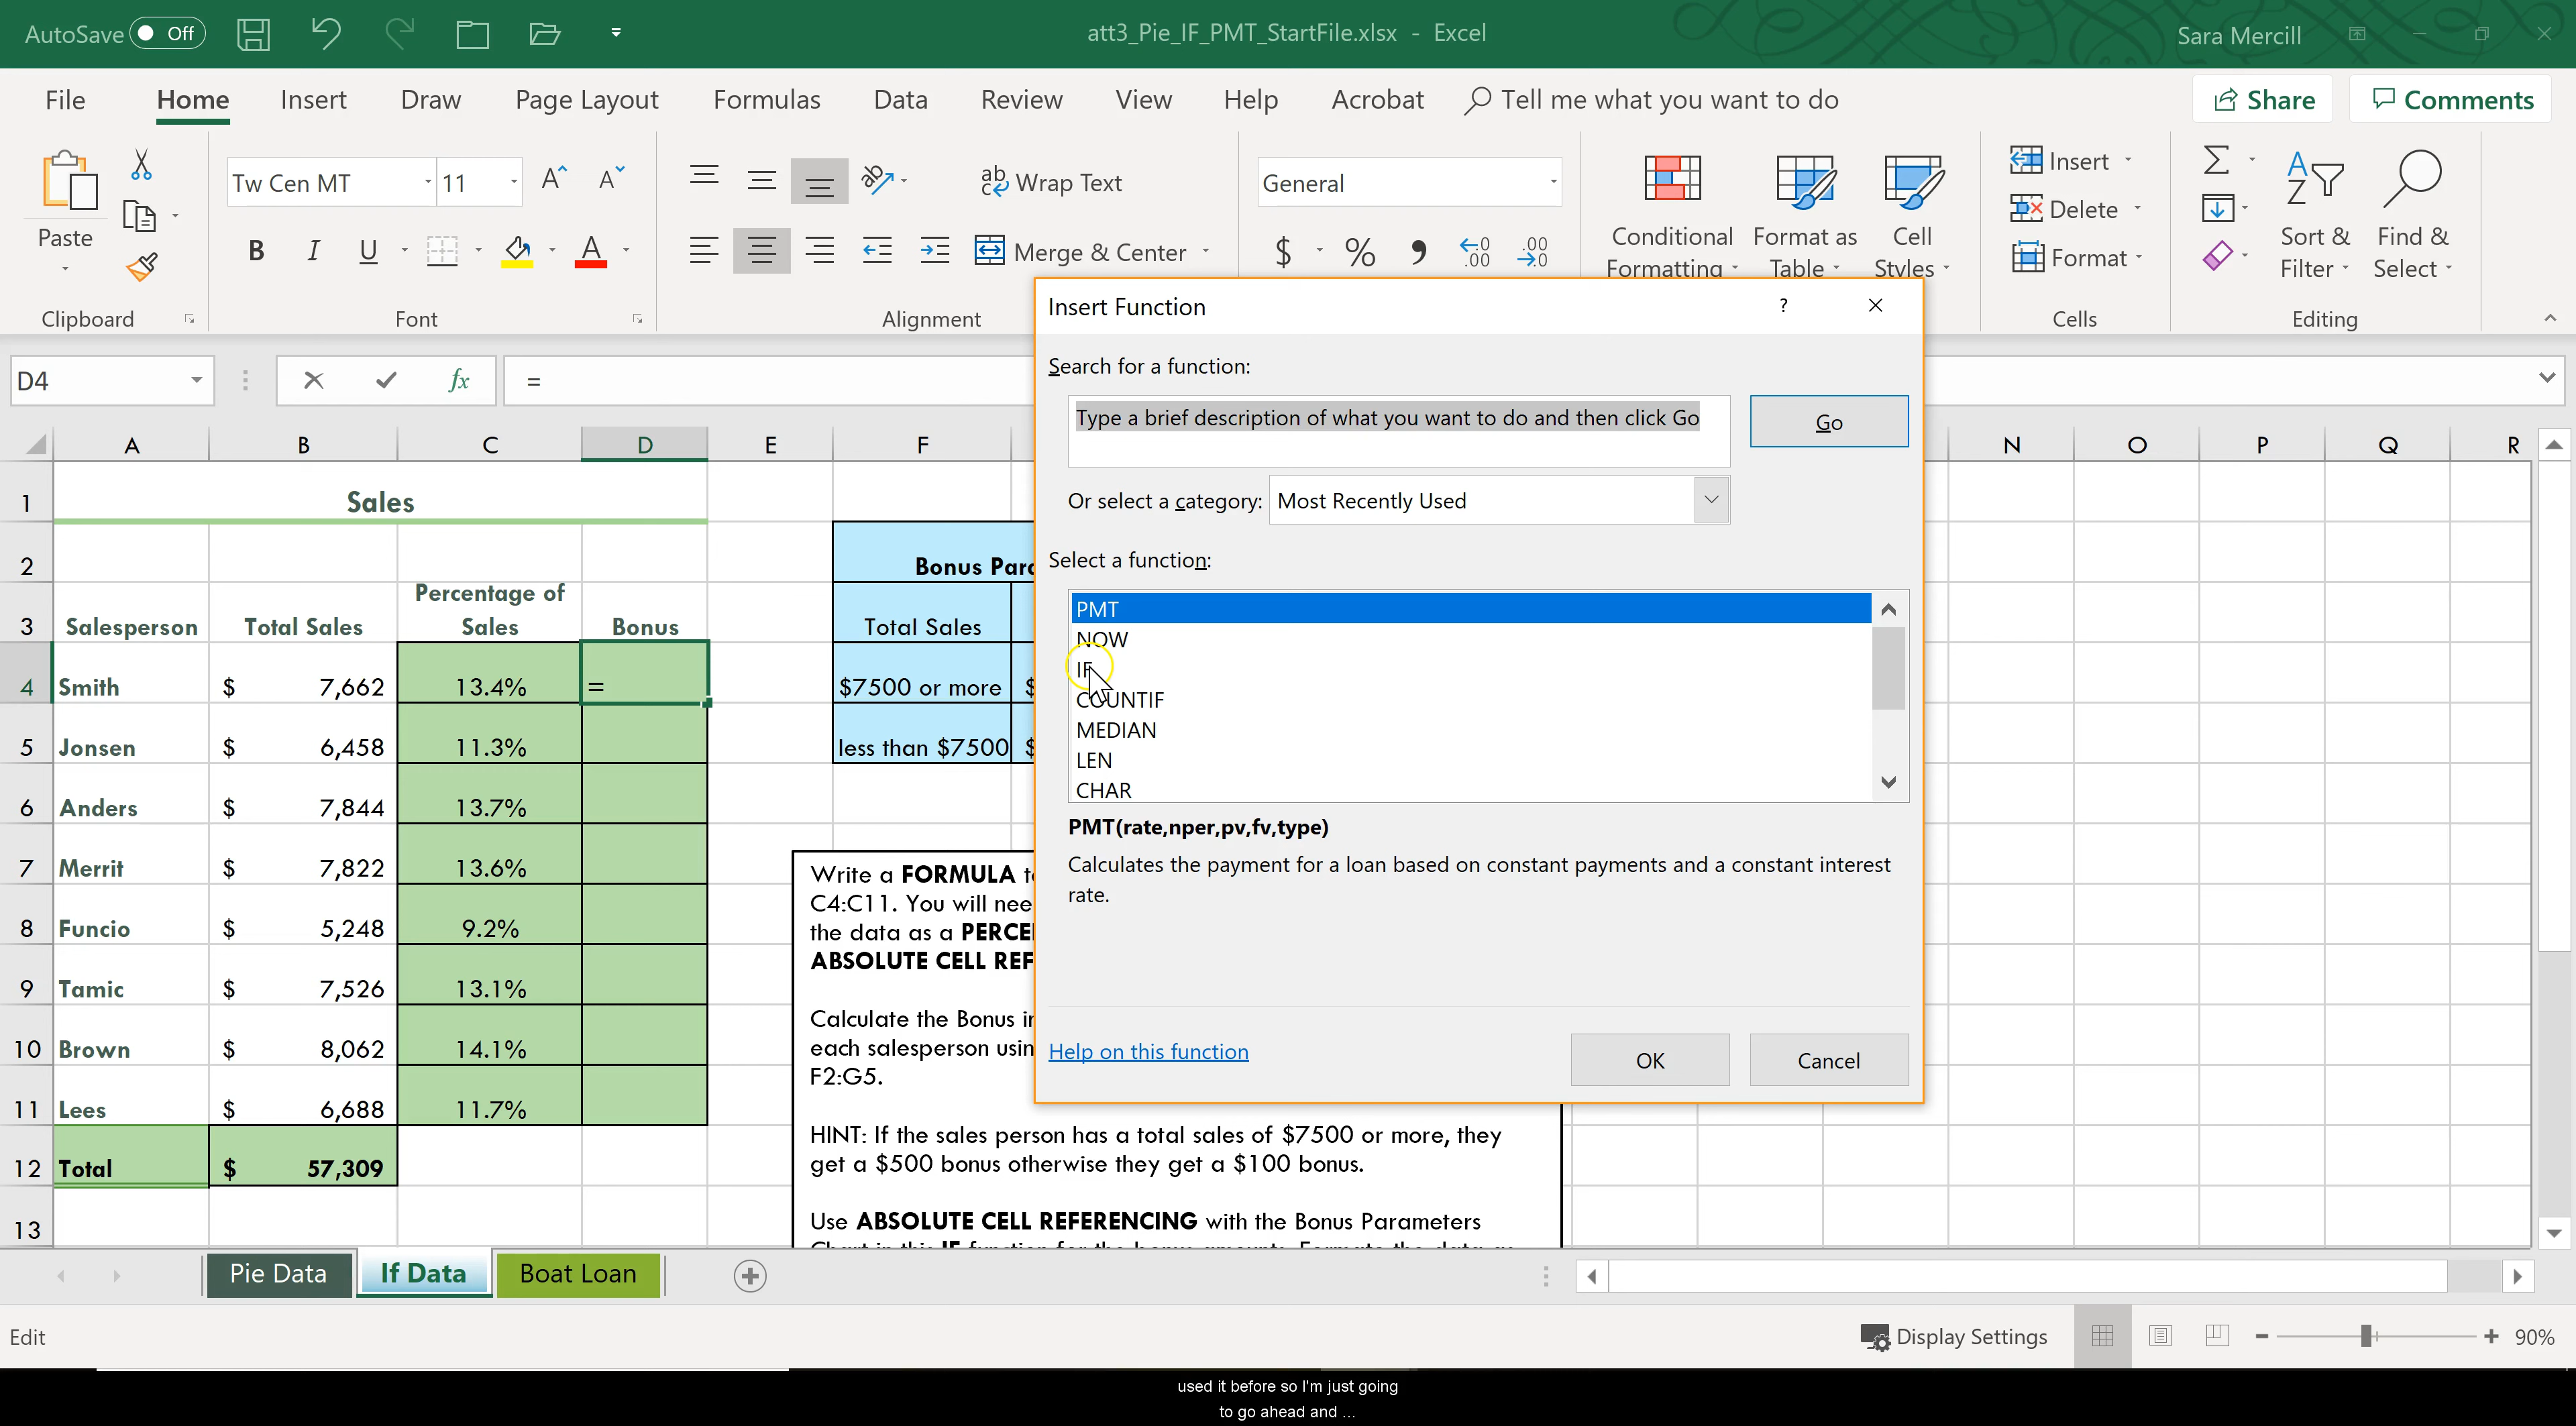 AutoSave Off att3_Pie_IF_PMT_StartFile.xlsx - Excel Sara Mercill
File Home Insert Draw Page Layout Formulas Data Review View Help Acrobat Tell me what you want to do Share Comments
Paste
Clipboard
Tw Cen MT 11
B I U A
Font
Wrap Text
Merge & Center
Alignment
General
$ % ,
Conditional Formatting
Format as Table
Cell Styles
Insert
Delete
Format
Cells
Sort & Filter
Find & Select
Editing
D4 fx =
A B C D E F N O P Q R
1 Sales
2 Bonus Para
3 Salesperson Total Sales Percentage of Sales Bonus Total Sales
4 Smith $ 7,662 13.4% = $7500 or more $
5 Jonsen $ 6,458 11.3% less than $7500 $
6 Anders $ 7,844 13.7%
7 Merrit $ 7,822 13.6%
8 Funcio $ 5,248 9.2%
9 Tamic $ 7,526 13.1%
10 Brown $ 8,062 14.1%
11 Lees $ 6,688 11.7%
12 Total $ 57,309
13
Write a FORMULA
C4:C11. You will nee
the data as a PERCE
ABSOLUTE CELL REF
Calculate the Bonus in
each salesperson usin
F2:G5.
HINT: If the sales person has a total sales of $7500 or more, they
get a $500 bonus otherwise they get a $100 bonus.
Use ABSOLUTE CELL REFERENCING with the Bonus Parameters
Insert Function ?
Search for a function:
Type a brief description of what you want to do and then click Go
Go
Or select a category: Most Recently Used
Select a function:
PMT
NOW
IF
COUNTIF
MEDIAN
LEN
CHAR
PMT(rate,nper,pv,fv,type)
Calculates the payment for a loan based on constant payments and a constant interest
rate.
Help on this function OK Cancel
Pie Data If Data Boat Loan
Edit Display Settings 90%
used it before so I'm just going
to go ahead and ...